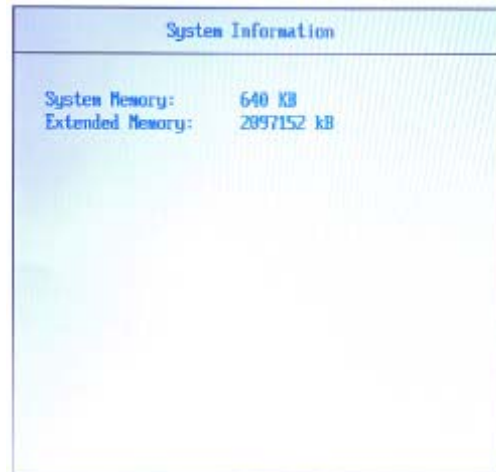 System Information
System Memory: 640 KB
Extended Memory: 2097152 kB